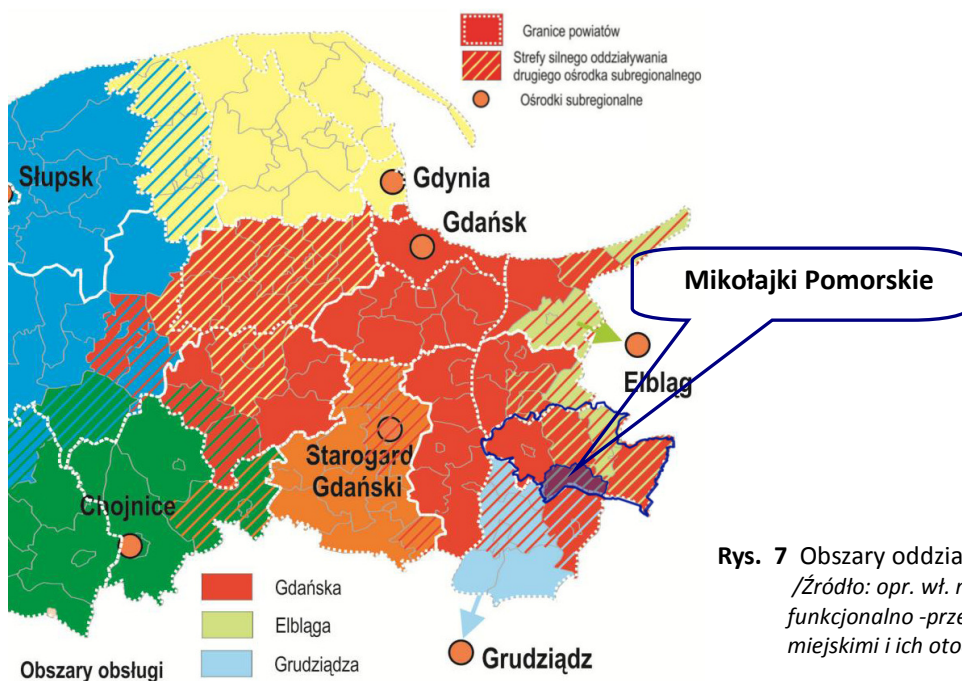 Granice powiatów
Strefy silnego oddziaływania
drugiego ośrodka subregionalnego
Ośrodki subregionalne
Słupsk
Gdynia
Gdańsk
Mikołajki Pomorskie
Elbląg
Starogard
Gdański
Chojnice
Rys. 7 Obszary oddzia
/Źródło: opr. wł. n
funkcjonalno -prze
miejskimi i ich oto
Gdańska
Elbląga
Grudziądza
Obszary obsługi
Grudziądz